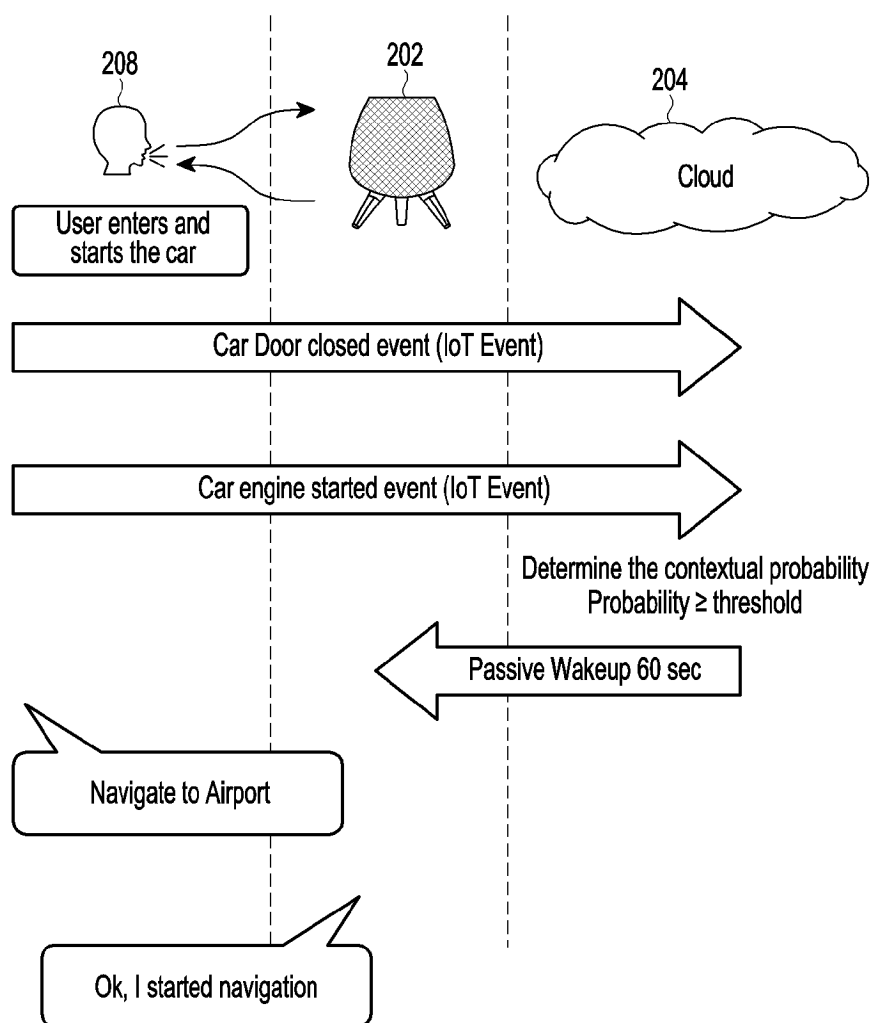 208
202
204
Cloud
User enters and
starts the car
Car Door closed event (IoT Event)
Car engine started event (IoT Event)
Determine the contextual probability
Probability ≥ threshold
Passive Wakeup 60 sec
Navigate to Airport
Ok, I started navigation